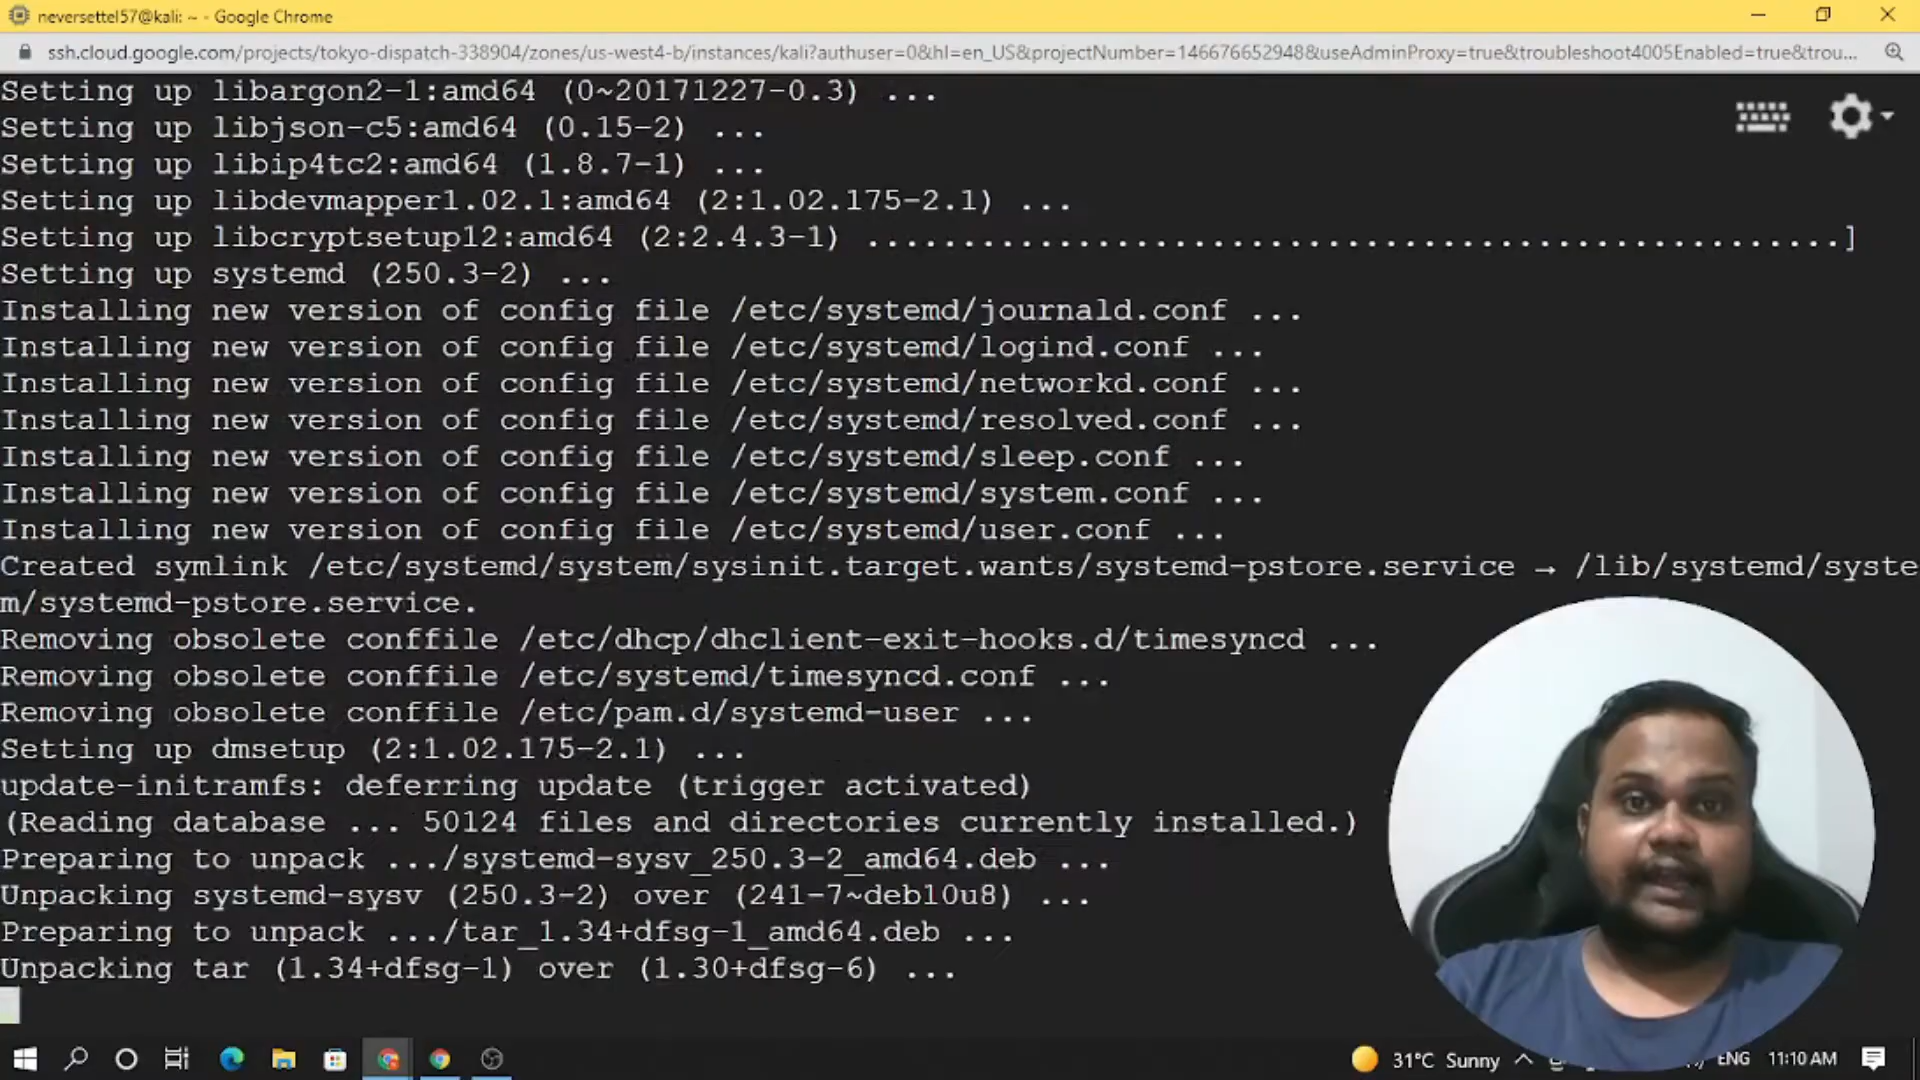 neversettel57@kali: ~ - Google Chrome
ssh.cloud.google.com/projects/tokyo-dispatch-338904/zones/us-west4-b/instances/kali?authuser=0&hl=en_US&projectNumber=146676652948&useAdminProxy=true&troubleshoot4005Enabled=true&trou...
Setting up libargon2-1:amd64 (0~20171227-0.3) ...
Setting up libjson-c5:amd64 (0.15-2) ...
Setting up libip4tc2:amd64 (1.8.7-1) ...
Setting up libdevmapper1.02.1:amd64 (2:1.02.175-2.1) ...
Setting up libcryptsetup12:amd64 (2:2.4.3-1) ...................................................]
Setting up systemd (250.3-2) ...
Installing new version of config file /etc/systemd/journald.conf ...
Installing new version of config file /etc/systemd/logind.conf ...
Installing new version of config file /etc/systemd/networkd.conf ...
Installing new version of config file /etc/systemd/resolved.conf ...
Installing new version of config file /etc/systemd/sleep.conf ...
Installing new version of config file /etc/systemd/system.conf ...
Installing new version of config file /etc/systemd/user.conf ...
Created symlink /etc/systemd/system/sysinit.target.wants/systemd-pstore.service → /lib/systemd/syste
m/systemd-pstore.service.
Removing obsolete conffile /etc/dhcp/dhclient-exit-hooks.d/timesyncd ...
Removing obsolete conffile /etc/systemd/timesyncd.conf ...
Removing obsolete conffile /etc/pam.d/systemd-user ...
Setting up dmsetup (2:1.02.175-2.1) ...
update-initramfs: deferring update (trigger activated)
(Reading database ... 50124 files and directories currently installed.)
Preparing to unpack .../systemd-sysv_250.3-2_amd64.deb ...
Unpacking systemd-sysv (250.3-2) over (241-7~deb10u8) ...
Preparing to unpack .../tar_1.34+dfsg-1_amd64.deb ...
Unpacking tar (1.34+dfsg-1) over (1.30+dfsg-6) ...
31°C Sunny ENG 11:10 AM